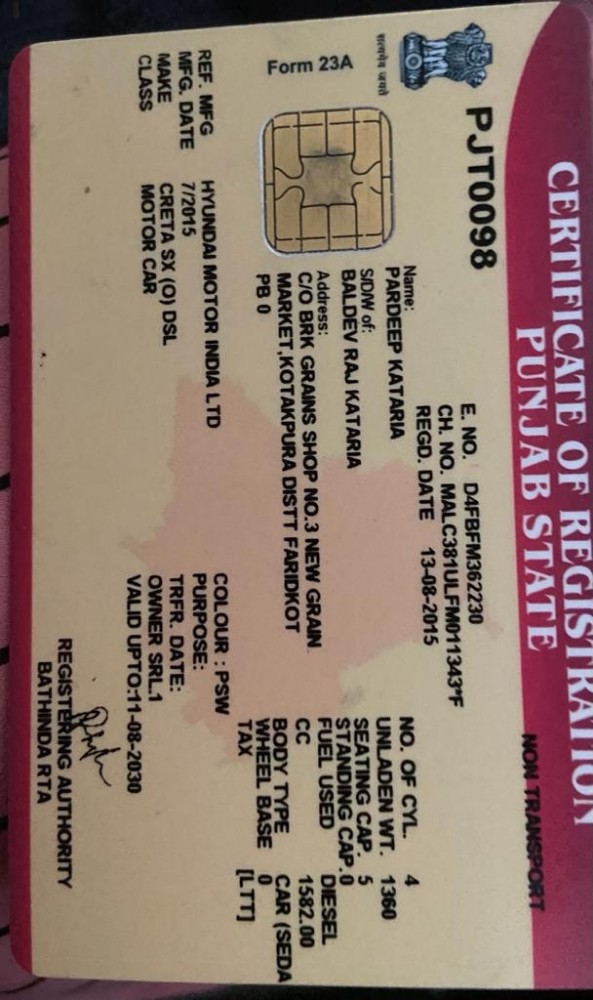 CERTIFICATE OF REGISTRATION
PUNJAB STATE
NON TRANSPORT
सत्यमेव जयते
Form 23A
PJT0098
E. NO. D4FBFM362230
CH. NO. MALC381ULFM011343*F
REGD. DATE 13-08-2015
Name:
PARDEEP KATARIA
S/D/W of:
BALDEV RAJ KATARIA
Address:
C/O BRK GRAINS SHOP NO.3 NEW GRAIN
MARKET,KOTAKPURA DISTT FARIDKOT
PB 0
NO. OF CYL. 4
UNLADEN WT. 1360
SEATING CAP. 5
STANDING CAP. 0
FUEL USED DIESEL
CC 1582.00
BODY TYPE CAR (SEDA
WHEEL BASE 0
TAX [LTT]
REF. MFG HYUNDAI MOTOR INDIA LTD
MFG. DATE 7/2015
MAKE CRETA SX (O) DSL
CLASS MOTOR CAR
COLOUR : PSW
PURPOSE:
TRFR. DATE:
OWNER SRL.1
VALID UPTO:11-08-2030
REGISTERING AUTHORITY
BATHINDA RTA